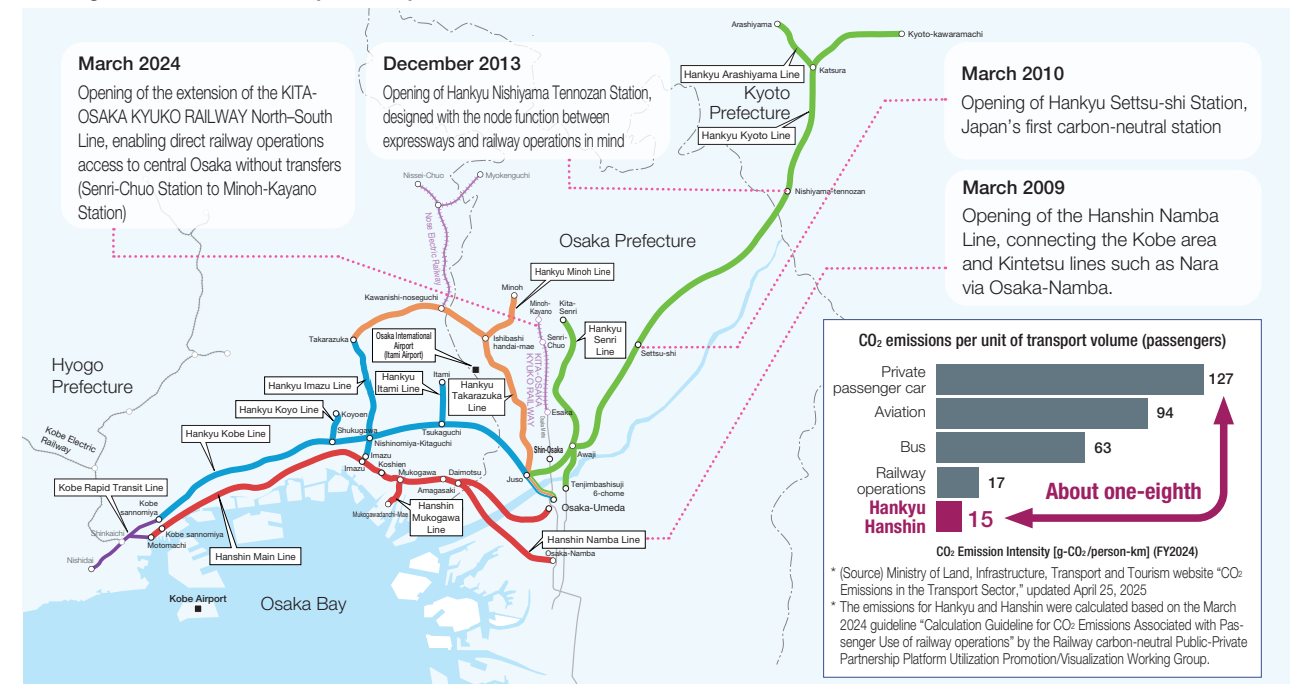 March 2024
Opening of the extension of the KITA-
OSAKA KYUKO RAILWAY North–South
Line, enabling direct railway operations
access to central Osaka without transfers
(Senri-Chuo Station to Minoh-Kayano
Station)
December 2013
Opening of Hankyu Nishiyama Tennozan Station,
designed with the node function between
expressways and railway operations in mind
March 2010
Opening of Hankyu Settsu-shi Station,
Japan's first carbon-neutral station
March 2009
Opening of the Hanshin Namba
Line, connecting the Kobe area
and Kintetsu lines such as Nara
via Osaka-Namba.
Arashiyama
Kyoto-kawaramachi
Hankyu Arashiyama Line
Katsura
Kyoto
Prefecture
Hankyu Kyoto Line
Nishiyama-tennozan
Nissei-Chuo
Myokenguchi
Nose Electric Railway
Osaka Prefecture
Hankyu Minoh Line
Minoh
Kawanishi-noseguchi
Minoh-
Kayano
Kita-
Senri
Takarazuka
Osaka International
Airport
(Itami Airport)
Ishibashi
handai-mae
Senri-
Chuo
Hankyu
Senri
Line
Settsu-shi
Hyogo
Prefecture
Hankyu Imazu Line
Hankyu
Itami Line
Itami
Hankyu
Takarazuka
Line
KITA-OSAKA
KYUKO RAILWAY
Hankyu Koyo Line
Koyoen
Esaka
Hankyu Kobe Line
Shukugawa
Nishinomiya-Kitaguchi
Tsukaguchi
Kobe Electric
Railway
Shin-Osaka
Awaji
Imazu
Imazu
Koshien
Mukogawa
Daimotsu
Juso
Amagasaki
Tenjimbashisuji
6-chome
Kobe Rapid Transit Line
Kobe
sannomiya
Mukogawadanchi-Mae
Hanshin
Mukogawa
Line
Osaka-Umeda
Shinkaichi
Kobe sannomiya
Motomachi
Hanshin Namba Line
Nishidai
Hanshin Main Line
Osaka-Namba
Kobe Airport
Osaka Bay
CO2 emissions per unit of transport volume (passengers)
Private
passenger car
127
Aviation
94
Bus
63
Railway
operations
17
About one-eighth
Hankyu
Hanshin
15
CO2 Emission Intensity [g-CO2/person-km] (FY2024)
* (Source) Ministry of Land, Infrastructure, Transport and Tourism website "CO2
Emissions in the Transport Sector," updated April 25, 2025
* The emissions for Hankyu and Hanshin were calculated based on the March
2024 guideline "Calculation Guideline for CO2 Emissions Associated with Pas-
senger Use of railway operations" by the Railway carbon-neutral Public-Private
Partnership Platform Utilization Promotion/Visualization Working Group.